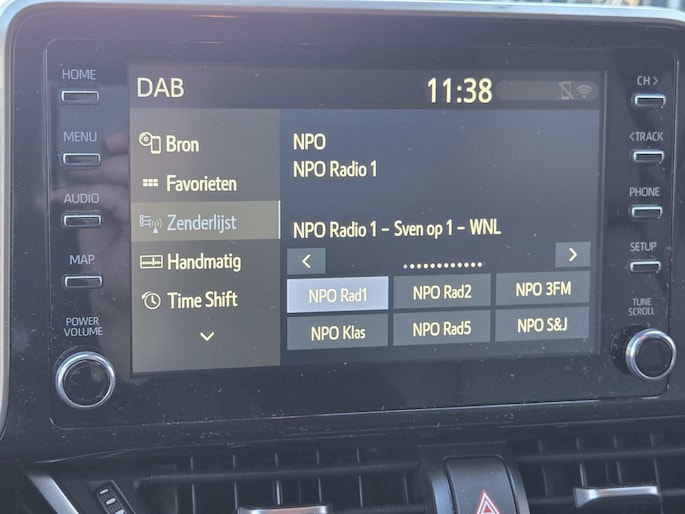 HOME
MENU
AUDIO
MAP
POWER
VOLUME
DAB
11:38
Bron
Favorieten
Zenderlijst
Handmatig
Time Shift
NPO
NPO Radio 1
NPO Radio 1 – Sven op 1 – WNL
NPO Rad1
NPO Rad2
NPO 3FM
NPO Klas
NPO Rad5
NPO S&J
CH >
< TRACK
PHONE
SETUP
TUNE
SCROLL